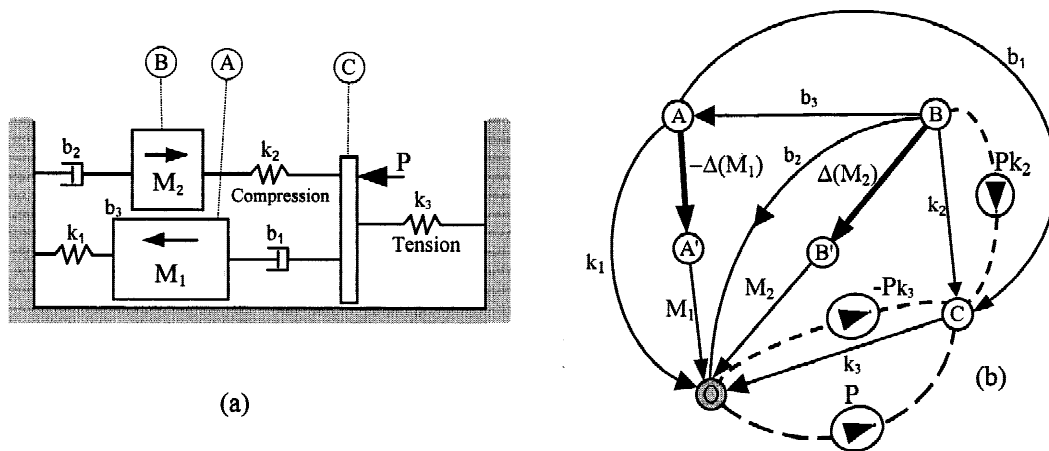 B
A
C
b₂
M₂
k₂
Compression
P
k₃
Tension
b₃
k₁
M₁
b₁
(a)
b₁
A
b₃
B
-Δ(M₁)
b₂
Δ(M₂)
Pk₂
k₂
A'
B'
k₁
M₁
M₂
-Pk₃
C
k₃
O
P
(b)